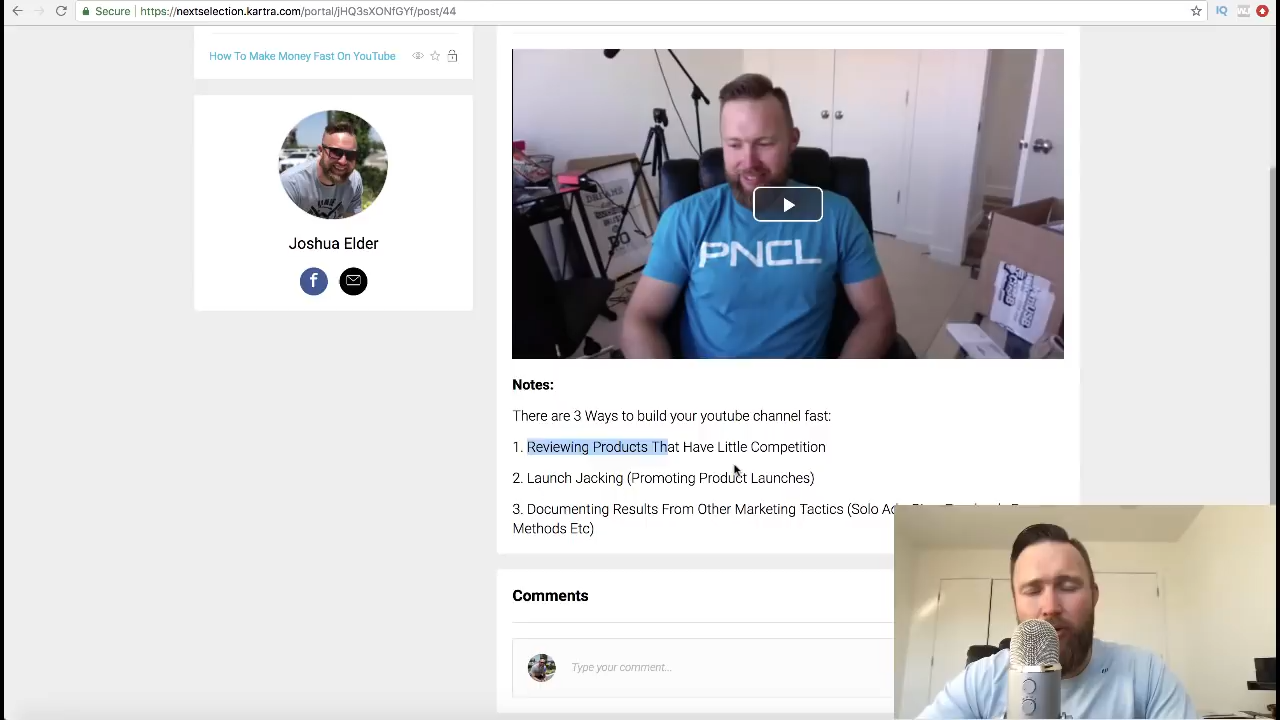 Secure
https://nextselection.kartra.com/portal/jHQ3sXONfGYf/post/44
How To Make Money Fast On YouTube
Joshua Elder
PNCL
Notes:
There are 3 Ways to build your youtube channel fast:
1. Reviewing Products That Have Little Competition
2. Launch Jacking (Promoting Product Launches)
3. Documenting Results From Other Marketing Tactics (Solo
Methods Etc)
Comments
Type your comment...